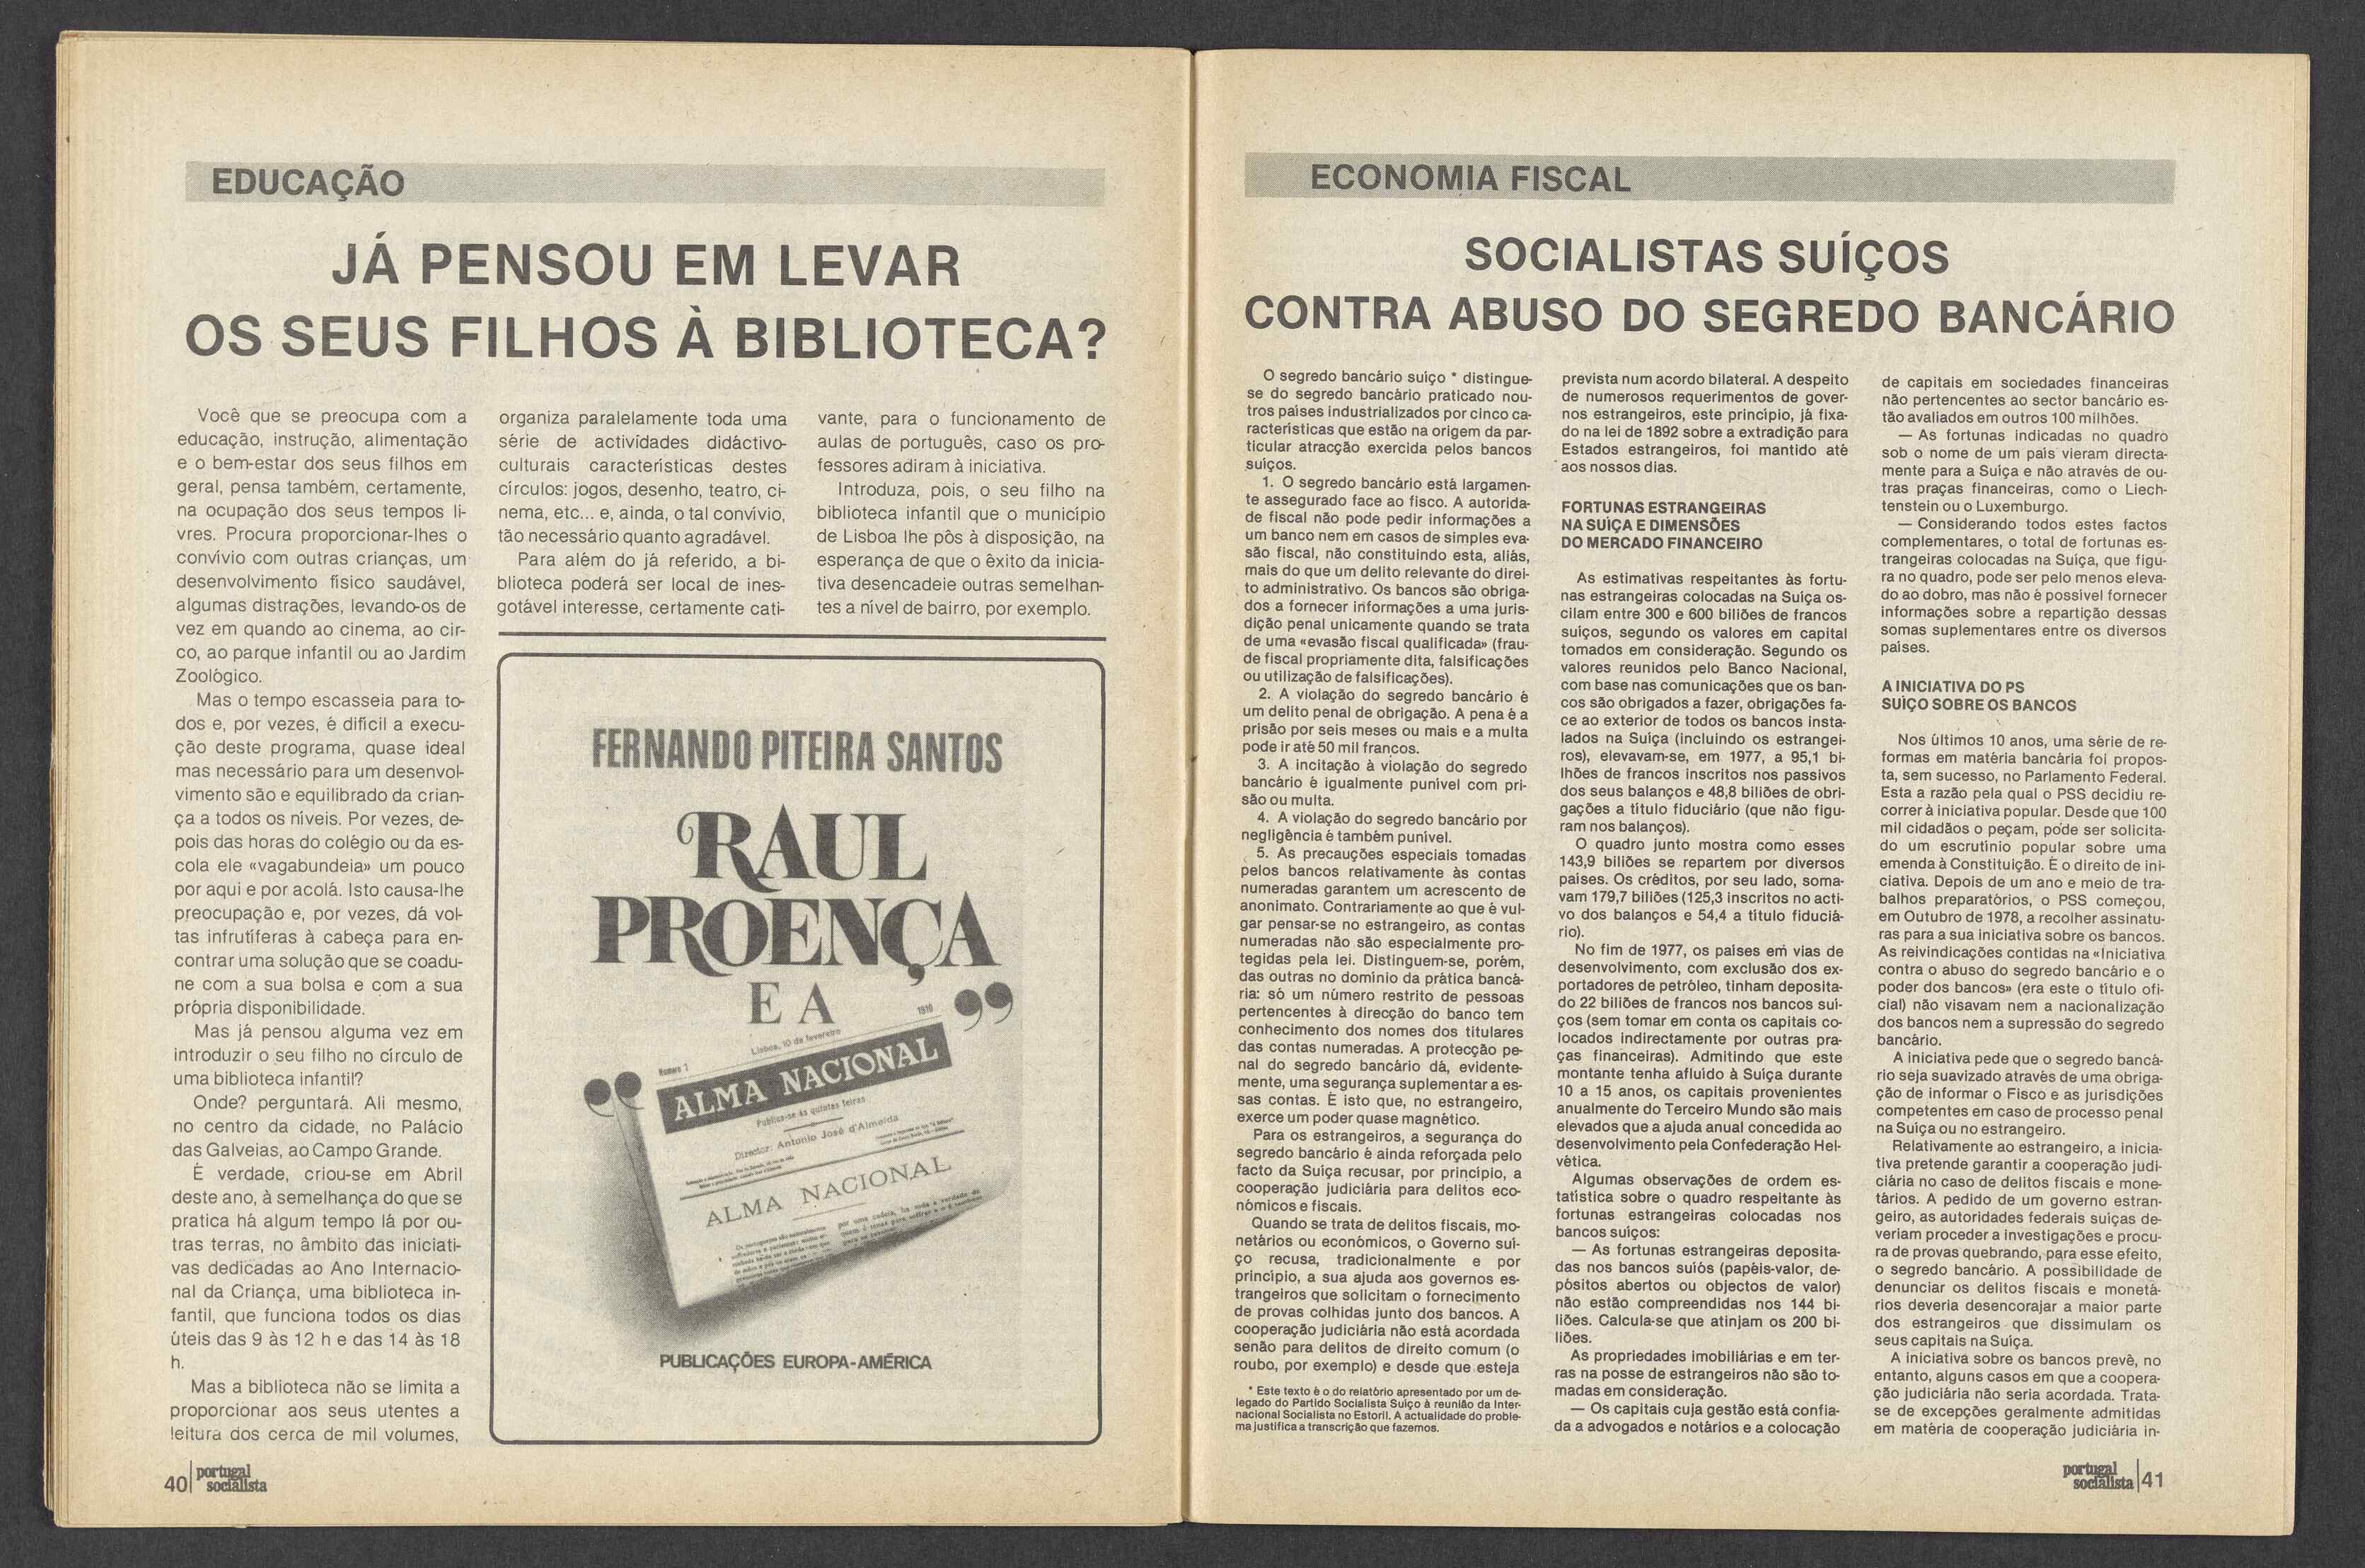 EDUCAÇÃO
JÁ PENSOU EM LEVAR
OS SEUS FILHOS À BIBLIOTECA?
Você que se preocupa com a
educação, instrução, alimentação
e o bem-estar dos seus filhos em
geral, pensa também, certamente,
na ocupação dos seus tempos li-
vres. Procura proporcionar-lhes o
convívio com outras crianças, um
desenvolvimento físico saudável,
algumas distrações, levando-os de
vez em quando ao cinema, ao cir-
co, ao parque infantil ou ao Jardim
Zoológico.
Mas o tempo escasseia para to-
dos e, por vezes, é difícil a execu-
ção deste programa, quase ideal
mas necessário para um desenvol-
vimento são e equilibrado da crian-
ça a todos os níveis. Por vezes, de-
pois das horas do colégio ou da es-
cola ele «vagabundeia» um pouco
por aqui e por acolá. Isto causa-lhe
preocupação e, por vezes, dá vol-
tas infrutíferas à cabeça para en-
contrar uma solução que se coadu-
ne com a sua bolsa e com a sua
própria disponibilidade.
Mas já pensou alguma vez em
introduzir o seu filho no círculo de
uma biblioteca infantil?
Onde? perguntará. Ali mesmo,
no centro da cidade, no Palácio
das Galveias, ao Campo Grande.
É verdade, criou-se em Abril
deste ano, à semelhança do que se
pratica há algum tempo lá por ou-
tras terras, no âmbito das iniciati-
vas dedicadas ao Ano Internacio-
nal da Criança, uma biblioteca in-
fantil, que funciona todos os dias
úteis das 9 às 12 h e das 14 às 18
h.
Mas a biblioteca não se limita a
proporcionar aos seus utentes a
leitura dos cerca de mil volumes,
organiza paralelamente toda uma
série de actividades didáctivo-
culturais características destes
círculos: jogos, desenho, teatro, ci-
nema, etc... e, ainda, o tal convívio,
tão necessário quanto agradável.
Para além do já referido, a bi-
blioteca poderá ser local de ines-
gotável interesse, certamente cati-
vante, para o funcionamento de
aulas de português, caso os pro-
fessores adiram à iniciativa.
Introduza, pois, o seu filho na
biblioteca infantil que o município
de Lisboa lhe pôs à disposição, na
esperança de que o êxito da inicia-
tiva desencadeie outras semelhan-
tes a nível de bairro, por exemplo.
FERNANDO PITEIRA SANTOS
RAUL
PROENÇA
E A
„
“
Numero 1 Lisboa, 10 de fevereiro 1910
ALMA NACIONAL
Publica-se ás quintas feiras
Director: Antonio José d'Almeida
ALMA NACIONAL
PUBLICAÇÕES EUROPA-AMÉRICA
40 portugal
socialista
ECONOMIA FISCAL
SOCIALISTAS SUÍÇOS
CONTRA ABUSO DO SEGREDO BANCÁRIO
O segredo bancário suíço * distingue-
se do segredo bancário praticado nou-
tros países industrializados por cinco ca-
racterísticas que estão na origem da par-
ticular atracção exercida pelos bancos
suíços.
1. O segredo bancário está largamen-
te assegurado face ao fisco. A autorida-
de fiscal não pode pedir informações a
um banco nem em casos de simples eva-
são fiscal, não constituindo esta, aliás,
mais do que um delito relevante do direi-
to administrativo. Os bancos são obriga-
dos a fornecer informações a uma juris-
dição penal unicamente quando se trata
de uma «evasão fiscal qualificada» (frau-
de fiscal propriamente dita, falsificações
ou utilização de falsificações).
2. A violação do segredo bancário é
um delito penal de obrigação. A pena é a
prisão por seis meses ou mais e a multa
pode ir até 50 mil francos.
3. A incitação à violação do segredo
bancário é igualmente punível com pri-
são ou multa.
4. A violação do segredo bancário por
negligência é também punível.
5. As precauções especiais tomadas
pelos bancos relativamente às contas
numeradas garantem um acrescento de
anonimato. Contrariamente ao que é vul-
gar pensar-se no estrangeiro, as contas
numeradas não são especialmente pro-
tegidas pela lei. Distinguem-se, porém,
das outras no domínio da prática bancá-
ria: só um número restrito de pessoas
pertencentes à direcção do banco tem
conhecimento dos nomes dos titulares
das contas numeradas. A protecção pe-
nal do segredo bancário dá, evidente-
mente, uma segurança suplementar a es-
sas contas. É isto que, no estrangeiro,
exerce um poder quase magnético.
Para os estrangeiros, a segurança do
segredo bancário é ainda reforçada pelo
facto da Suíça recusar, por princípio, a
cooperação judiciária para delitos eco-
nómicos e fiscais.
Quando se trata de delitos fiscais, mo-
netários ou económicos, o Governo suí-
ço recusa, tradicionalmente e por
princípio, a sua ajuda aos governos es-
trangeiros que solicitam o fornecimento
de provas colhidas junto dos bancos. A
cooperação judiciária não está acordada
senão para delitos de direito comum (o
roubo, por exemplo) e desde que esteja
* Este texto é o do relatório apresentado por um de-
legado do Partido Socialista Suíço à reunião da Inter-
nacional Socialista no Estoril. A actualidade do proble-
ma justifica a transcrição que fazemos.
prevista num acordo bilateral. A despeito
de numerosos requerimentos de gover-
nos estrangeiros, este princípio, já fixa-
do na lei de 1892 sobre a extradição para
Estados estrangeiros, foi mantido até
aos nossos dias.
FORTUNAS ESTRANGEIRAS
NA SUÍÇA E DIMENSÕES
DO MERCADO FINANCEIRO
As estimativas respeitantes às fortu-
nas estrangeiras colocadas na Suíça os-
cilam entre 300 e 600 biliões de francos
suíços, segundo os valores em capital
tomados em consideração. Segundo os
valores reunidos pelo Banco Nacional,
com base nas comunicações que os ban-
cos são obrigados a fazer, obrigações fa-
ce ao exterior de todos os bancos insta-
lados na Suíça (incluindo os estrangei-
ros), elevavam-se, em 1977, a 95,1 bi-
lhões de francos inscritos nos passivos
dos seus balanços e 48,8 biliões de obri-
gações a título fiduciário (que não figu-
ram nos balanços).
O quadro junto mostra como esses
143,9 biliões se repartem por diversos
países. Os créditos, por seu lado, soma-
vam 179,7 biliões (125,3 inscritos no acti-
vo dos balanços e 54,4 a título fiduciá-
rio).
No fim de 1977, os países em vias de
desenvolvimento, com exclusão dos ex-
portadores de petróleo, tinham deposita-
do 22 biliões de francos nos bancos suí-
ços (sem tomar em conta os capitais co-
locados indirectamente por outras pra-
ças financeiras). Admitindo que este
montante tenha afluído à Suíça durante
10 a 15 anos, os capitais provenientes
anualmente do Terceiro Mundo são mais
elevados que a ajuda anual concedida ao
desenvolvimento pela Confederação Hel-
vética.
Algumas observações de ordem es-
tatística sobre o quadro respeitante às
fortunas estrangeiras colocadas nos
bancos suíços:
— As fortunas estrangeiras deposita-
das nos bancos suiós (papéis-valor, de-
pósitos abertos ou objectos de valor)
não estão compreendidas nos 144 bi-
liões. Calcula-se que atinjam os 200 bi-
liões.
As propriedades imobiliárias e em ter-
ras na posse de estrangeiros não são to-
madas em consideração.
— Os capitais cuja gestão está confia-
da a advogados e notários e a colocação
de capitais em sociedades financeiras
não pertencentes ao sector bancário es-
tão avaliados em outros 100 milhões.
— As fortunas indicadas no quadro
sob o nome de um país vieram directa-
mente para a Suíça e não através de ou-
tras praças financeiras, como o Liech-
tenstein ou o Luxemburgo.
— Considerando todos estes factos
complementares, o total de fortunas es-
trangeiras colocadas na Suíça, que figu-
ra no quadro, pode ser pelo menos eleva-
do ao dobro, mas não é possível fornecer
informações sobre a repartição dessas
somas suplementares entre os diversos
países.
A INICIATIVA DO PS
SUÍÇO SOBRE OS BANCOS
Nos últimos 10 anos, uma série de re-
formas em matéria bancária foi propos-
ta, sem sucesso, no Parlamento Federal.
Esta a razão pela qual o PSS decidiu re-
correr à iniciativa popular. Desde que 100
mil cidadãos o peçam, pode ser solicita-
do um escrutínio popular sobre uma
emenda à Constituição. É o direito de ini-
ciativa. Depois de um ano e meio de tra-
balhos preparatórios, o PSS começou,
em Outubro de 1978, a recolher assinatu-
ras para a sua iniciativa sobre os bancos.
As reivindicações contidas na «Iniciativa
contra o abuso do segredo bancário e o
poder dos bancos» (era este o título ofi-
cial) não visavam nem a nacionalização
dos bancos nem a supressão do segredo
bancário.
A iniciativa pede que o segredo bancá-
rio seja suavizado através de uma obriga-
ção de informar o Fisco e as jurisdições
competentes em caso de processo penal
na Suíça ou no estrangeiro.
Relativamente ao estrangeiro, a inicia-
tiva pretende garantir a cooperação judi-
ciária no caso de delitos fiscais e mone-
tários. A pedido de um governo estran-
geiro, as autoridades federais suíças de-
veriam proceder a investigações e procu-
ra de provas quebrando, para esse efeito,
o segredo bancário. A possibilidade de
denunciar os delitos fiscais e monetá-
rios deveria desencorajar a maior parte
dos estrangeiros que dissimulam os
seus capitais na Suíça.
A iniciativa sobre os bancos prevê, no
entanto, alguns casos em que a coopera-
ção judiciária não seria acordada. Trata-
se de excepções geralmente admitidas
em matéria de cooperação judiciária in-
portugal
socialista 41